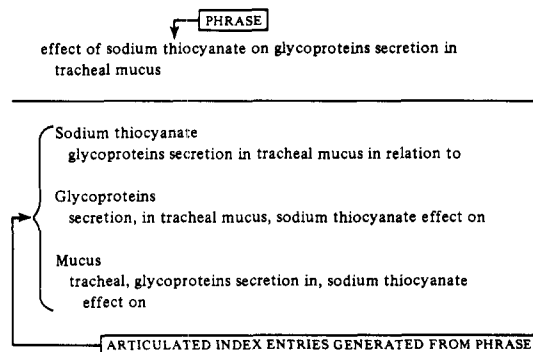 PHRASE
effect of sodium thiocyanate on glycoproteins secretion in
tracheal mucus
Sodium thiocyanate
glycoproteins secretion in tracheal mucus in relation to
Glycoproteins
secretion, in tracheal mucus, sodium thiocyanate effect on
Mucus
tracheal, glycoproteins secretion in, sodium thiocyanate
effect on
ARTICULATED INDEX ENTRIES GENERATED FROM PHRASE